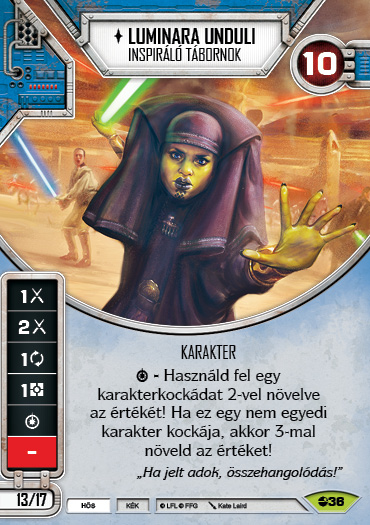 LUMINARA UNDULI
INSPIRÁLÓ TÁBORNOK
10
1
2
1
1
-
13/17
KARAKTER
- Használd fel egy
karakterkockádat 2-vel növelve
az értékét! Ha ez egy nem egyedi
karakter kockája, akkor 3-mal
növeld az értéket!
„Ha jelt adok, összehangolódás!”
HŐS
KÉK
© LFL © FFG
Kate Laird
36